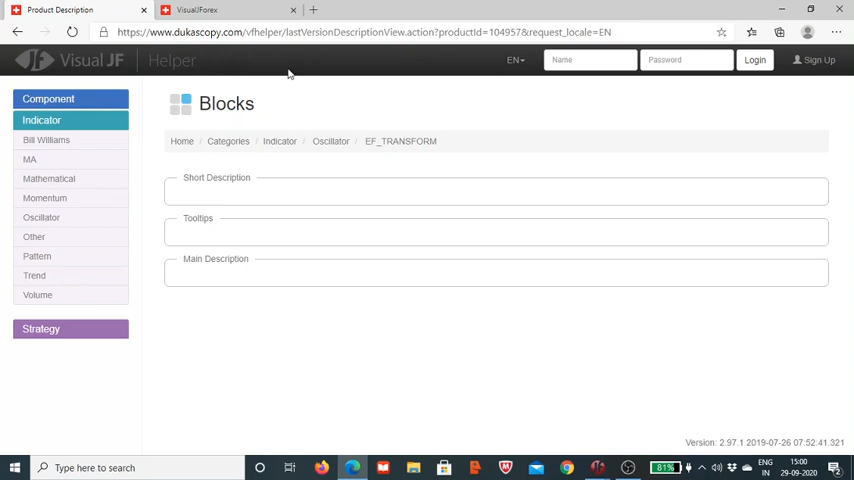 Product Description
VisualJForex
https://www.dukascopy.com/vfhelper/lastVersionDescriptionView.action?productId=104957&request_locale=EN
Visual JF
Helper
EN
Name
Password
Login
Sign Up
Component
Indicator
Bill Williams
MA
Mathematical
Momentum
Oscillator
Other
Pattern
Trend
Volume
Strategy
Blocks
Home / Categories / Indicator / Oscillator / EF_TRANSFORM
Short Description
Tooltips
Main Description
Version: 2.97.1 2019-07-26 07:52:41.321
Type here to search
81%
ENG
IN
15:00
29-09-2020
2